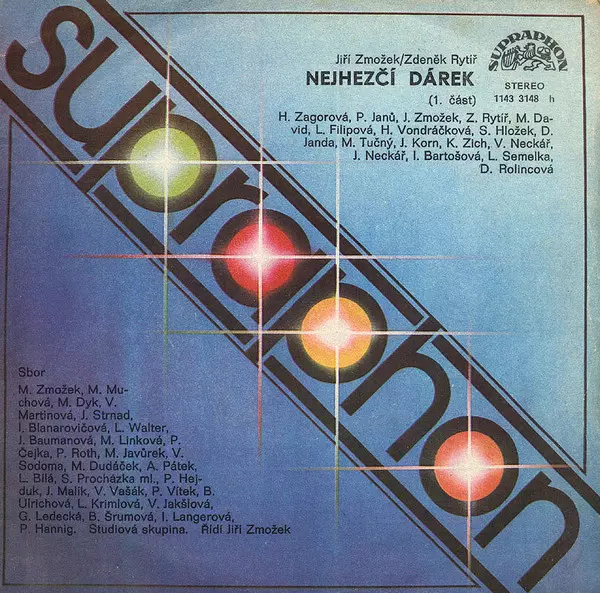 supraphon
SUPRAPHON
Jiří Zmožek/Zdeněk Rytíř
NEJHEZČÍ DÁREK
STEREO
(1. část) 1143 3148 h
H. Zagorová, P. Janů, J. Zmožek, Z. Rytíř, M. Da-
vid, L. Filipová, H. Vondráčková, S. Hložek, D.
Janda, M. Tučný, J. Korn, K. Zich, V. Neckář,
J. Neckář, I. Bartošová, L. Semelka,
D. Rolincová
Sbor
M. Zmožek, M. Mu-
chová, M. Dyk, V.
Martinová, J. Strnad,
I. Blanarovičová, L. Walter,
J. Baumanová, M. Linková, P.
Čejka, P. Roth, M. Javůrek, V.
Sodoma, M. Dudáček, A. Pátek,
L. Bílá, S. Procházka ml., P. Hej-
duk, J. Malík, V. Vašák, P. Vítek, B.
Ulrichová, L. Krimlová, V. Jakšlová,
G. Ledecká, B. Šrumová, I. Langerová,
P. Hannig. Studiová skupina. Řídí Jiří Zmožek